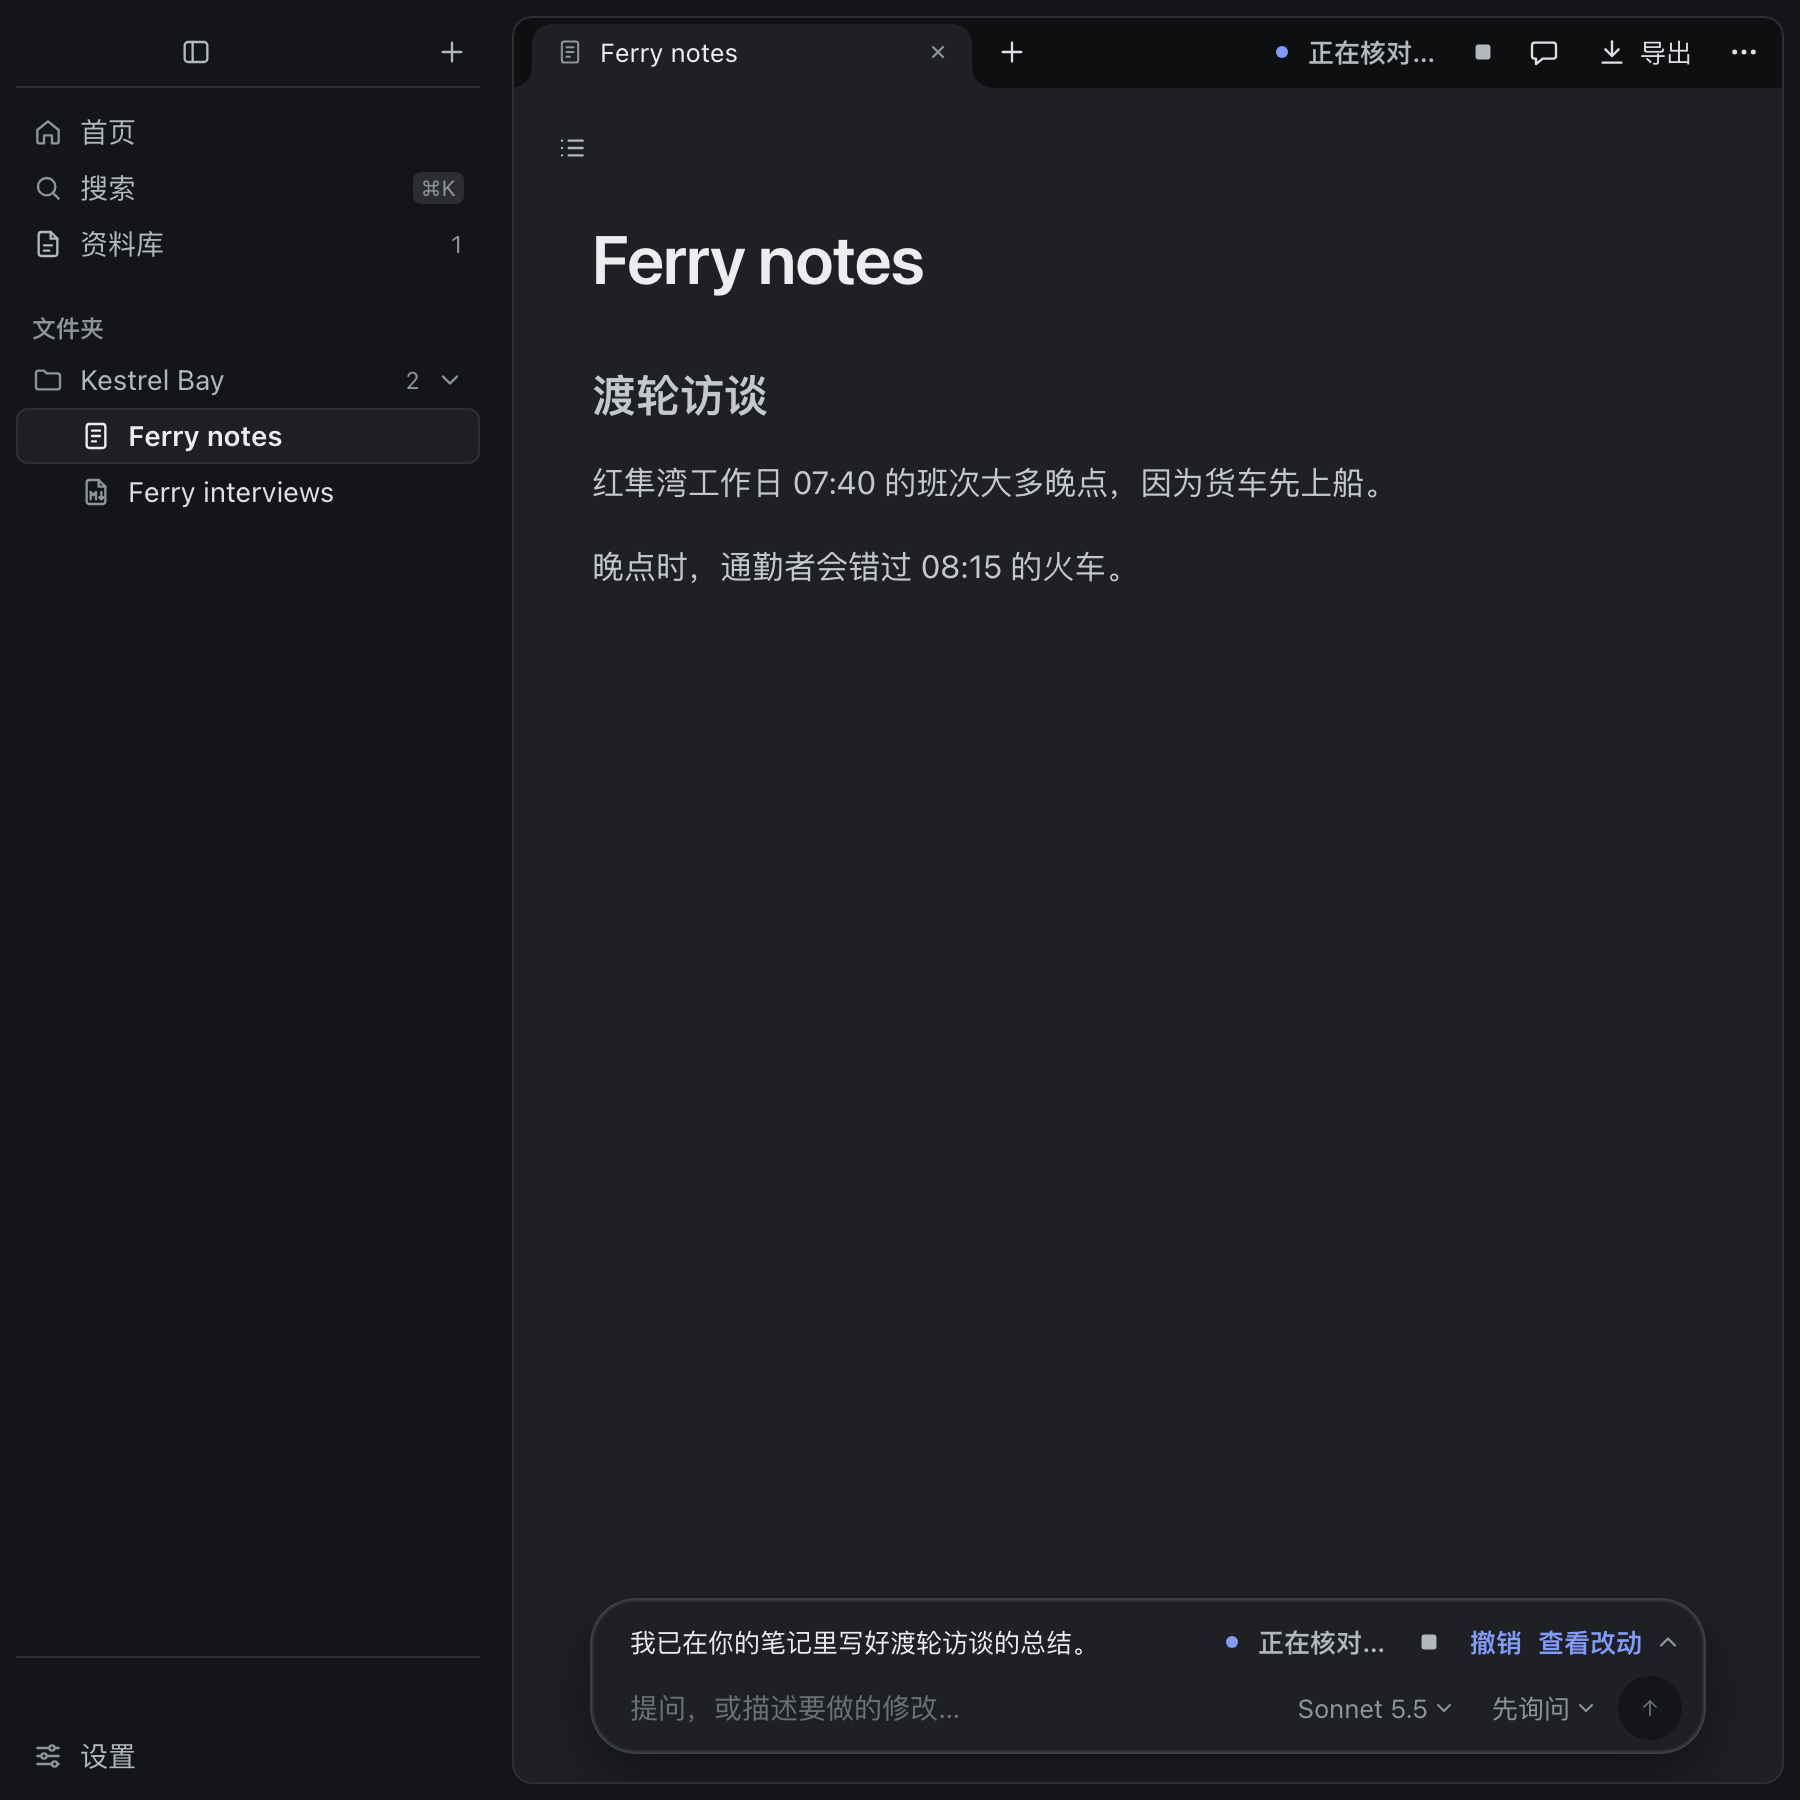 Ferry notes
正在核对...
导出
首页
搜索
⌘K
资料库
1
文件夹
Kestrel Bay
2
Ferry notes
Ferry interviews
设置
Ferry notes
渡轮访谈
红隼湾工作日 07:40 的班次大多晚点，因为货车先上船。
晚点时，通勤者会错过 08:15 的火车。
我已在你的笔记里写好渡轮访谈的总结。
正在核对...
撤销
查看改动
提问，或描述要做的修改...
Sonnet 5.5
先询问